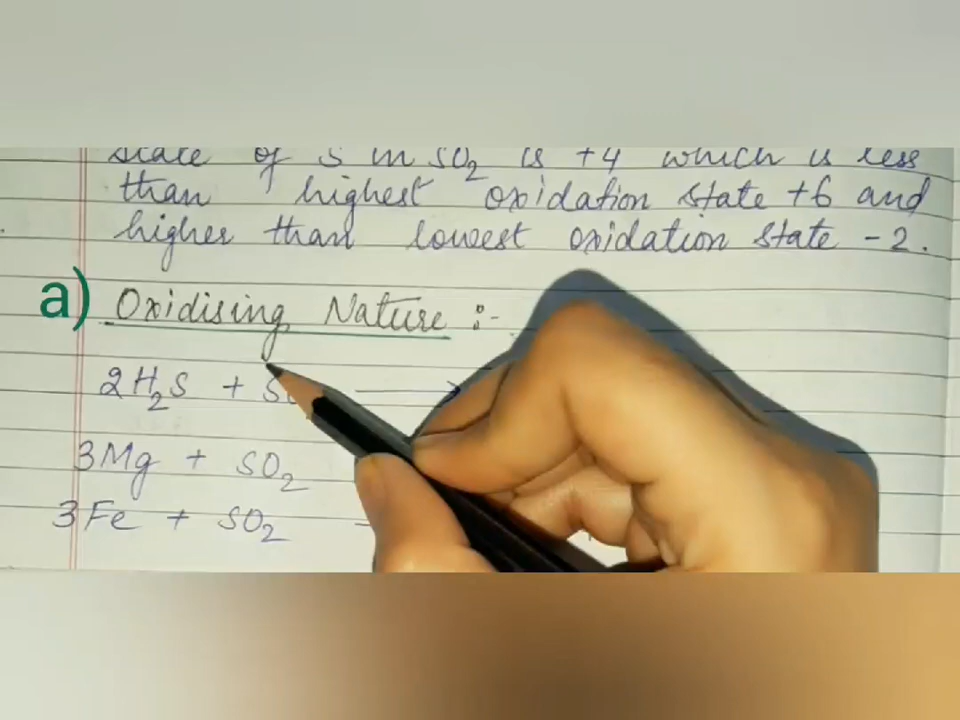 state of S in SO₂ is +4 which is less
than highest oxidation state +6 and
higher than lowest oxidation state -2.
a) Oxidising Nature :-
2H₂S + S →
3Mg + SO₂
3Fe + SO₂